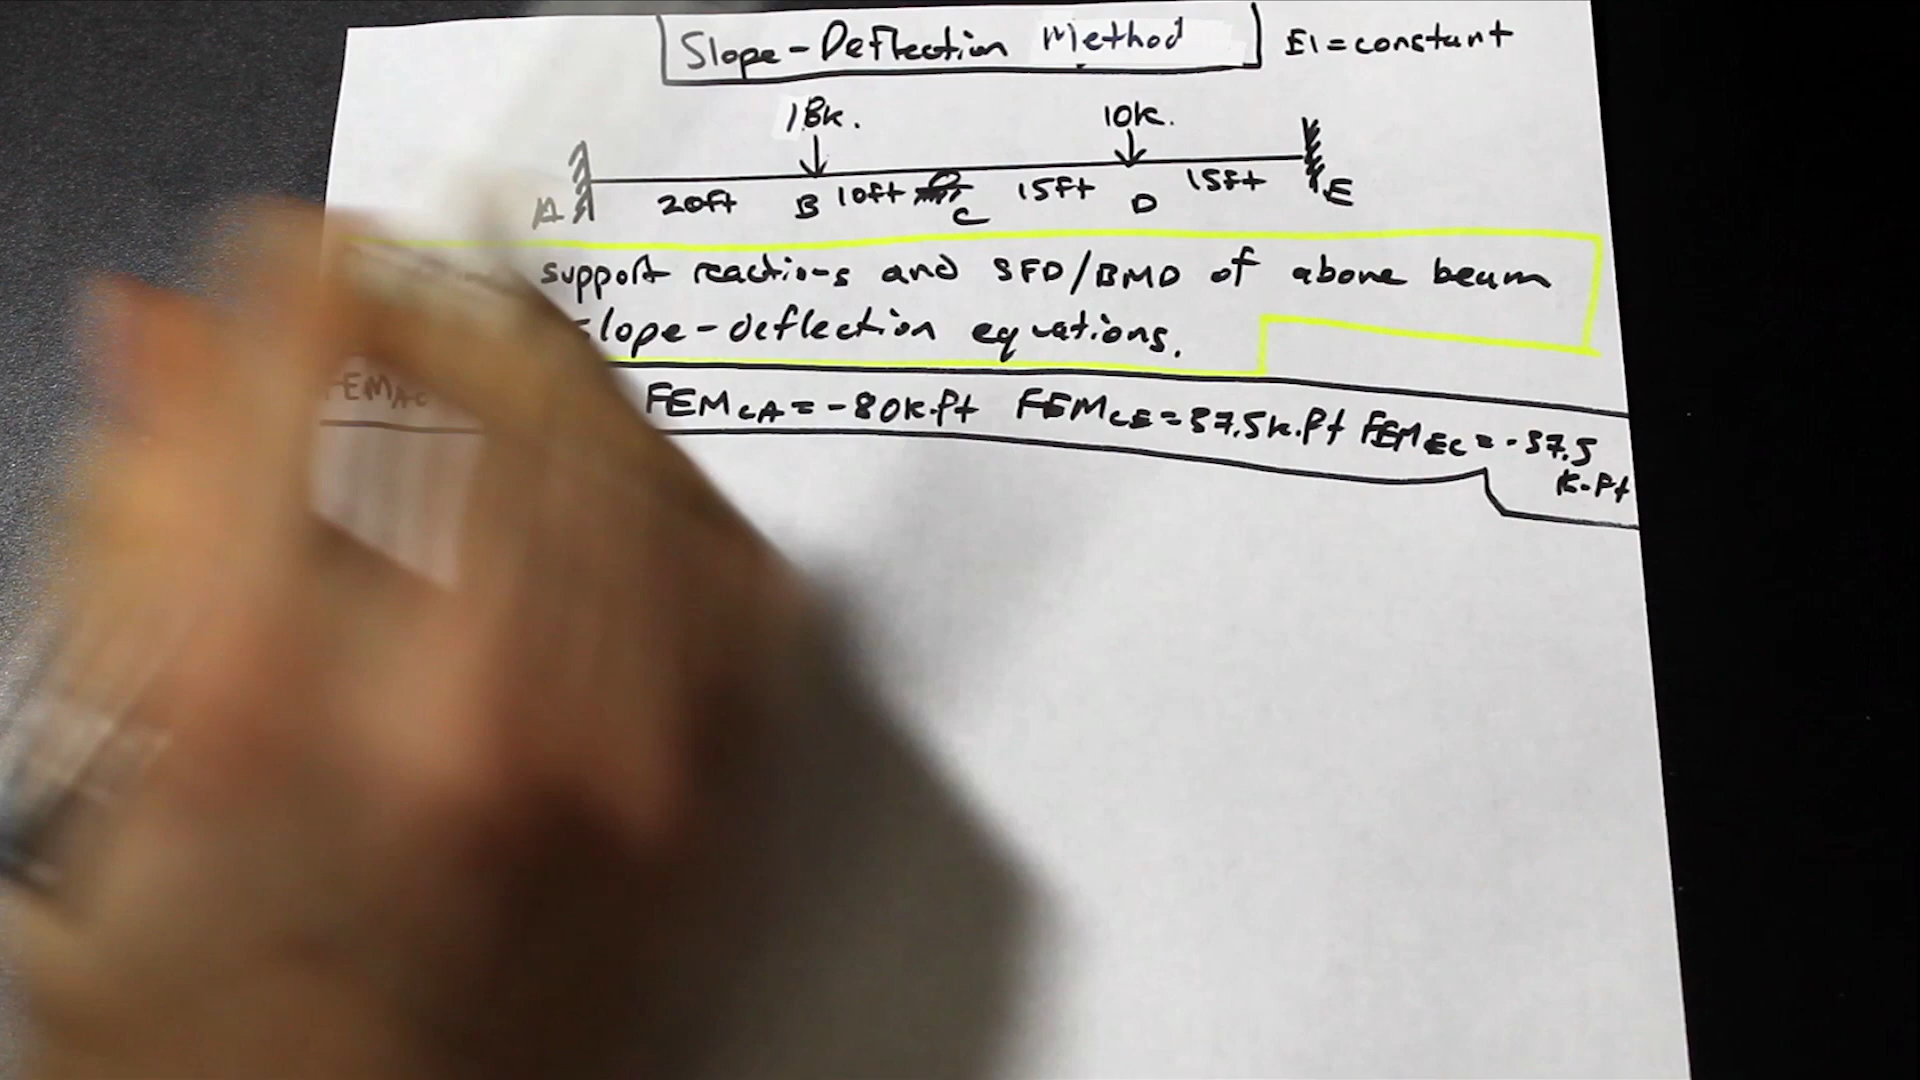 Slope-Deflection Method EI=constant
18k. 10k.
A 20ft B 10ft C 15ft D 15ft E
support reactions and SFD/BMD of above beam
slope-deflection equations.
FEMAC FEMCA=-80k.ft FEMCE=37.5k.ft FEMEC=-37.5
k.ft